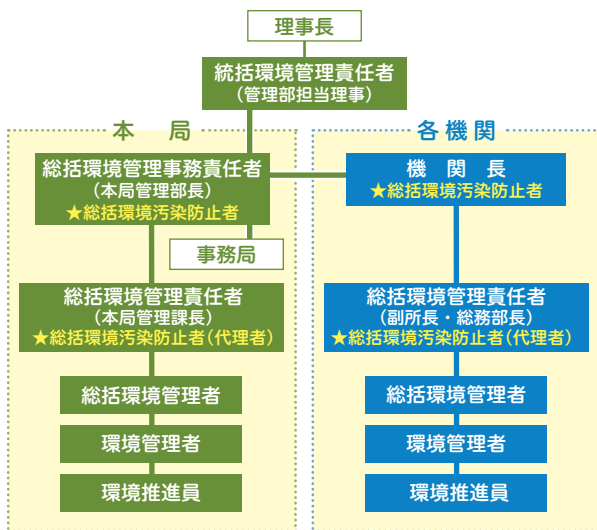 理事長
統括環境管理責任者
（管理部担当理事）
本　局
総括環境管理事務責任者
（本局管理部長）
★総括環境汚染防止者
事務局
総括環境管理責任者
（本局管理課長）
★総括環境汚染防止者（代理者）
総括環境管理者
環境管理者
環境推進員
各機関
機　関　長
★総括環境汚染防止者
総括環境管理責任者
（副所長・総務部長）
★総括環境汚染防止者（代理者）
総括環境管理者
環境管理者
環境推進員